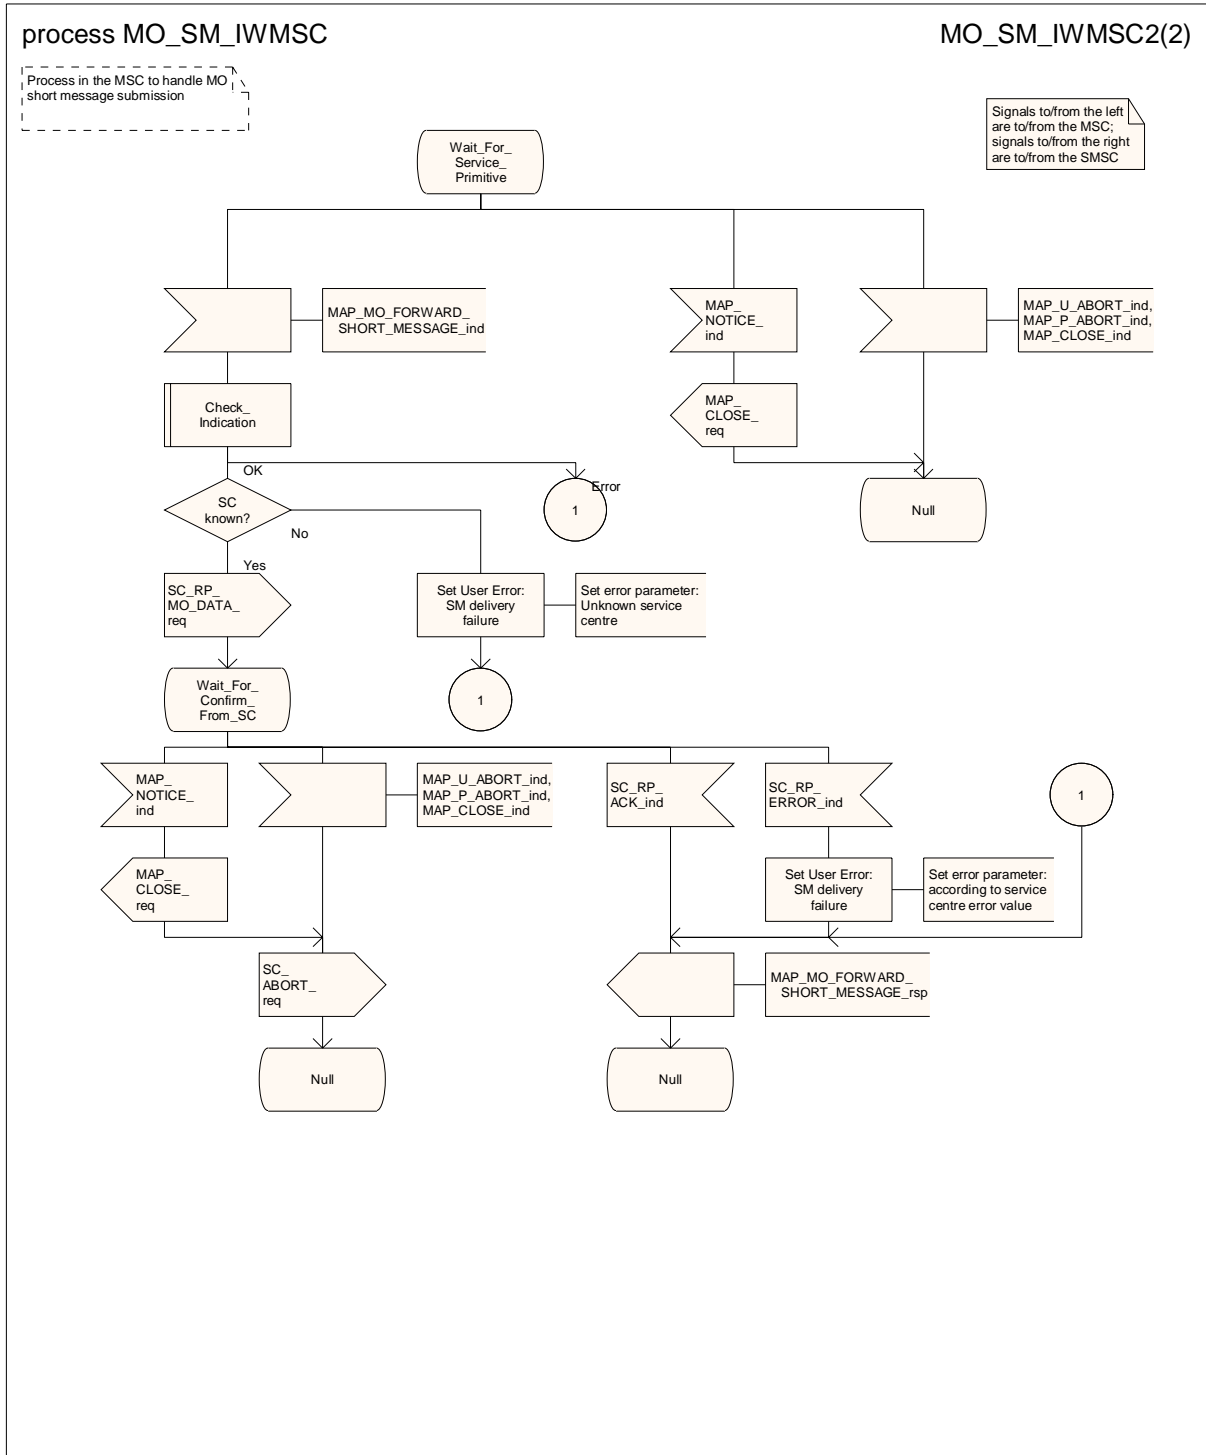 process MO_SM_IWMSC
MO_SM_IWMSC2(2)
Process in the MSC to handle MO
short message submission
Signals to/from the left
are to/from the MSC;
signals to/from the right
are to/from the SMSC
Wait_For_
Service_
Primitive
MAP_MO_FORWARD_
SHORT_MESSAGE_ind
MAP_
NOTICE_
ind
MAP_U_ABORT_ind,
MAP_P_ABORT_ind,
MAP_CLOSE_ind
Check_
Indication
MAP_
CLOSE_
req
OK
Error
SC
known?
1
Null
No
Yes
SC_RP_
MO_DATA_
req
Set User Error:
SM delivery
failure
Set error parameter:
Unknown service
centre
Wait_For_
Confirm_
From_SC
1
MAP_
NOTICE_
ind
MAP_U_ABORT_ind,
MAP_P_ABORT_ind,
MAP_CLOSE_ind
SC_RP_
ACK_ind
SC_RP_
ERROR_ind
1
MAP_
CLOSE_
req
Set User Error:
SM delivery
failure
Set error parameter:
according to service
centre error value
SC_
ABORT_
req
MAP_MO_FORWARD_
SHORT_MESSAGE_rsp
Null
Null